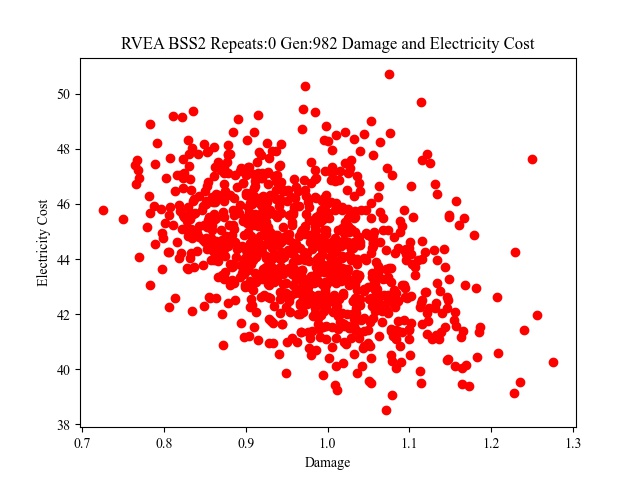 RVEA BSS2 Repeats:0 Gen:982 Damage and Electricity Cost
Electricity Cost
50
48
46
44
42
40
38
0.7 0.8 0.9 1.0 1.1 1.2 1.3
Damage